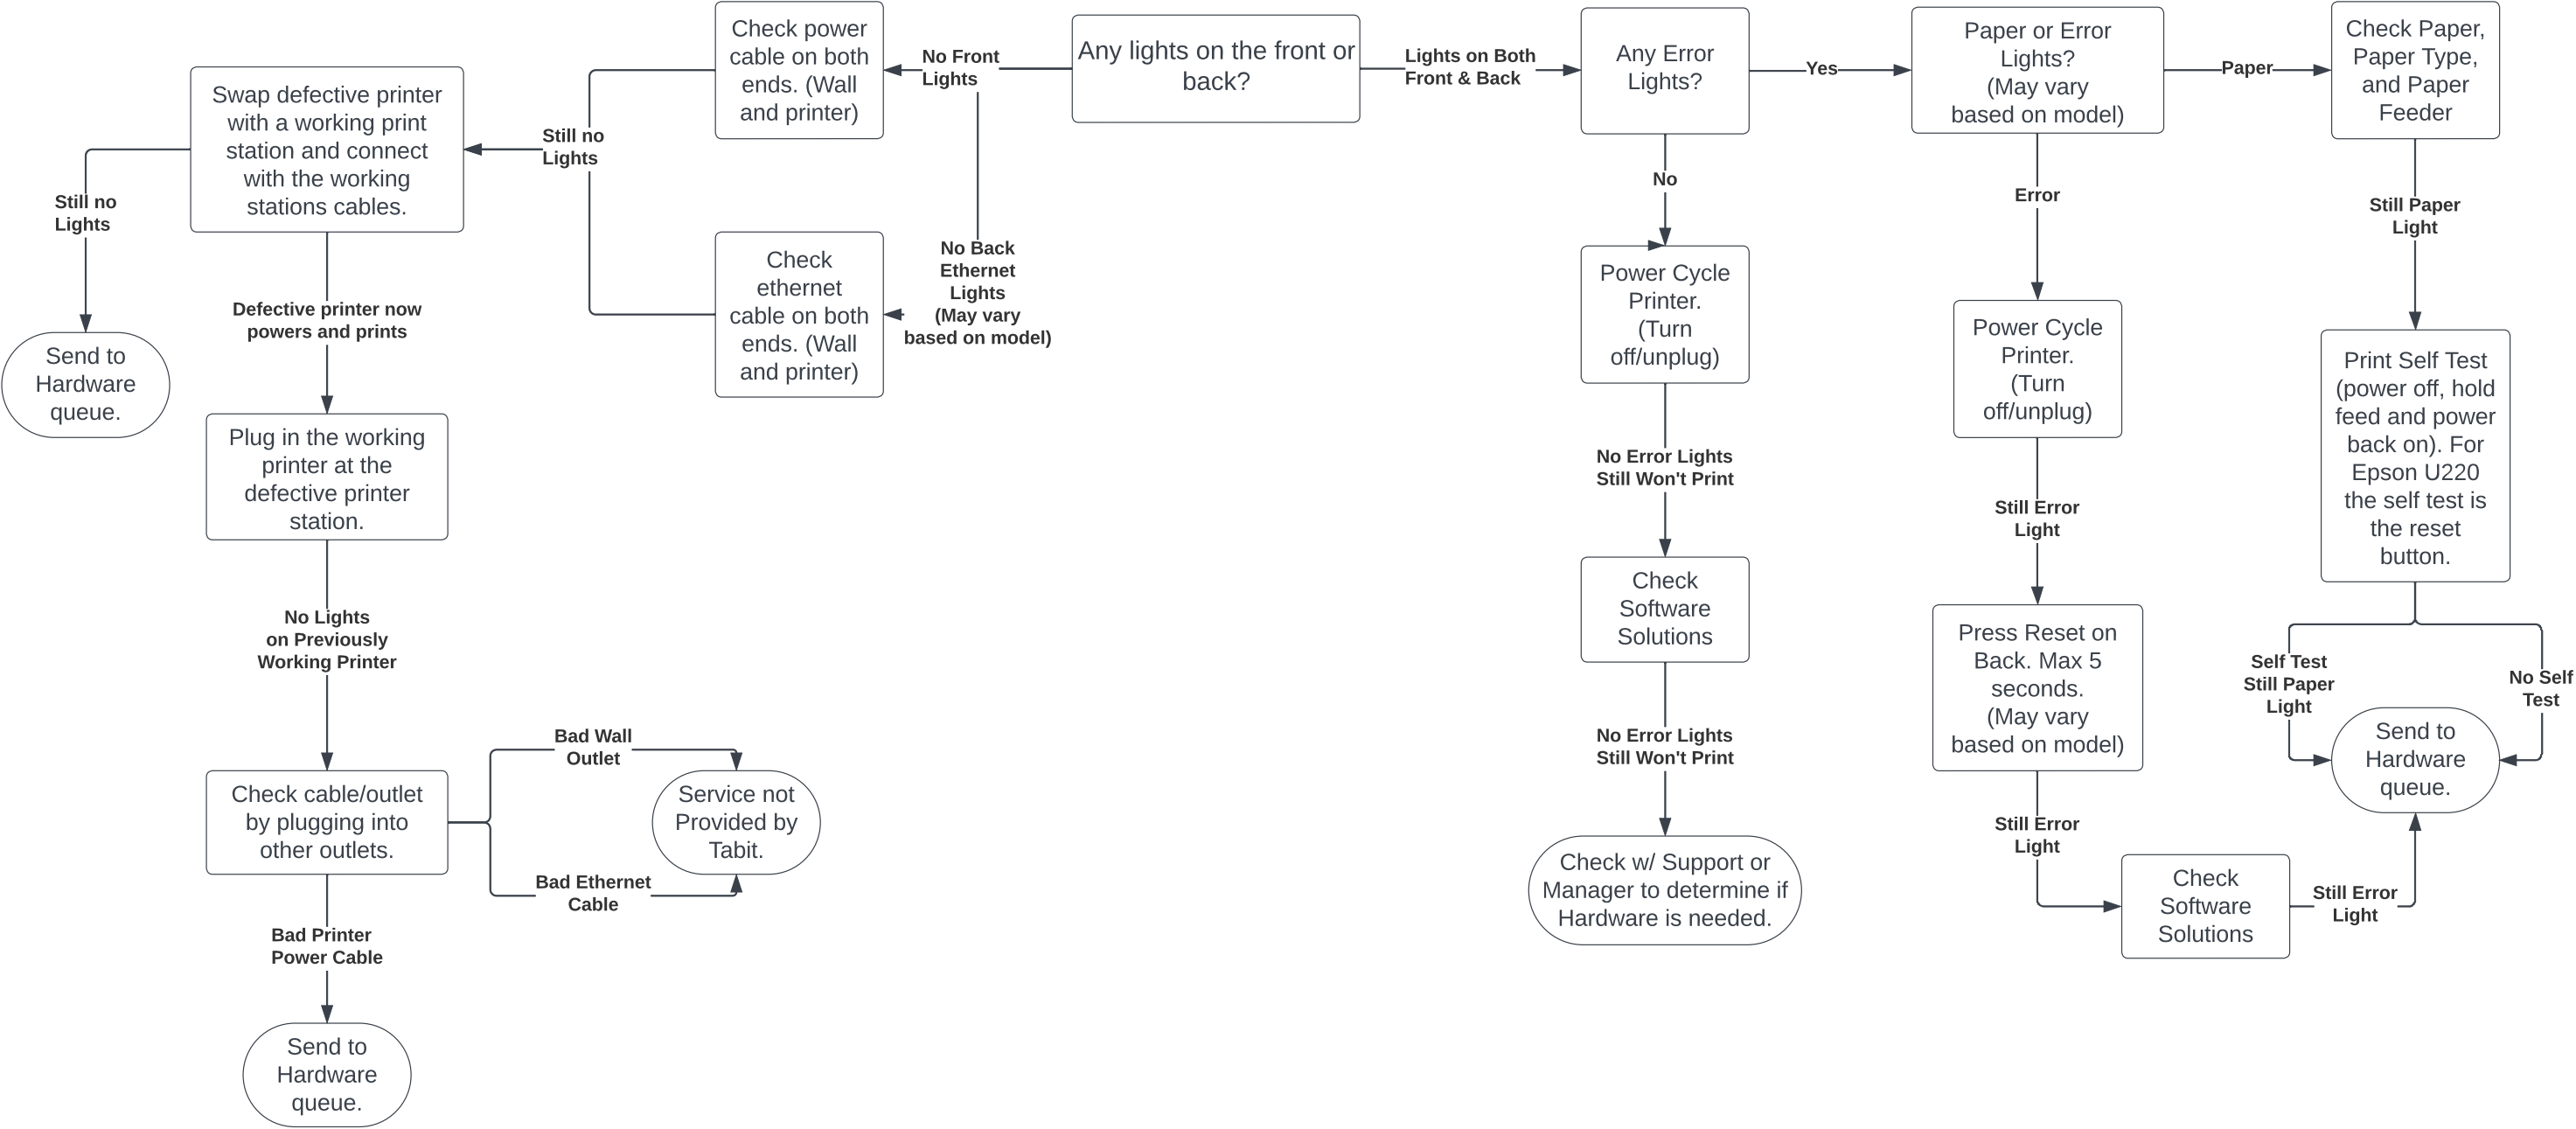 Any lights on the front or
back?
No Front
Lights
Check power
cable on both
ends. (Wall
and printer)
No Back
Ethernet
Lights
(May vary
based on model)
Check
ethernet
cable on both
ends. (Wall
and printer)
Still no
Lights
Swap defective printer
with a working print
station and connect
with the working
stations cables.
Still no
Lights
Send to
Hardware
queue.
Defective printer now
powers and prints
Plug in the working
printer at the
defective printer
station.
No Lights
on Previously
Working Printer
Check cable/outlet
by plugging into
other outlets.
Bad Wall
Outlet
Bad Ethernet
Cable
Service not
Provided by
Tabit.
Bad Printer
Power Cable
Send to
Hardware
queue.
Lights on Both
Front & Back
Any Error
Lights?
No
Power Cycle
Printer.
(Turn
off/unplug)
No Error Lights
Still Won't Print
Check
Software
Solutions
No Error Lights
Still Won't Print
Check w/ Support or
Manager to determine if
Hardware is needed.
Yes
Paper or Error
Lights?
(May vary
based on model)
Error
Power Cycle
Printer.
(Turn
off/unplug)
Still Error
Light
Press Reset on
Back. Max 5
seconds.
(May vary
based on model)
Still Error
Light
Check
Software
Solutions
Still Error
Light
Paper
Check Paper,
Paper Type,
and Paper
Feeder
Still Paper
Light
Print Self Test
(power off, hold
feed and power
back on). For
Epson U220
the self test is
the reset
button.
Self Test
Still Paper
Light
No Self
Test
Send to
Hardware
queue.